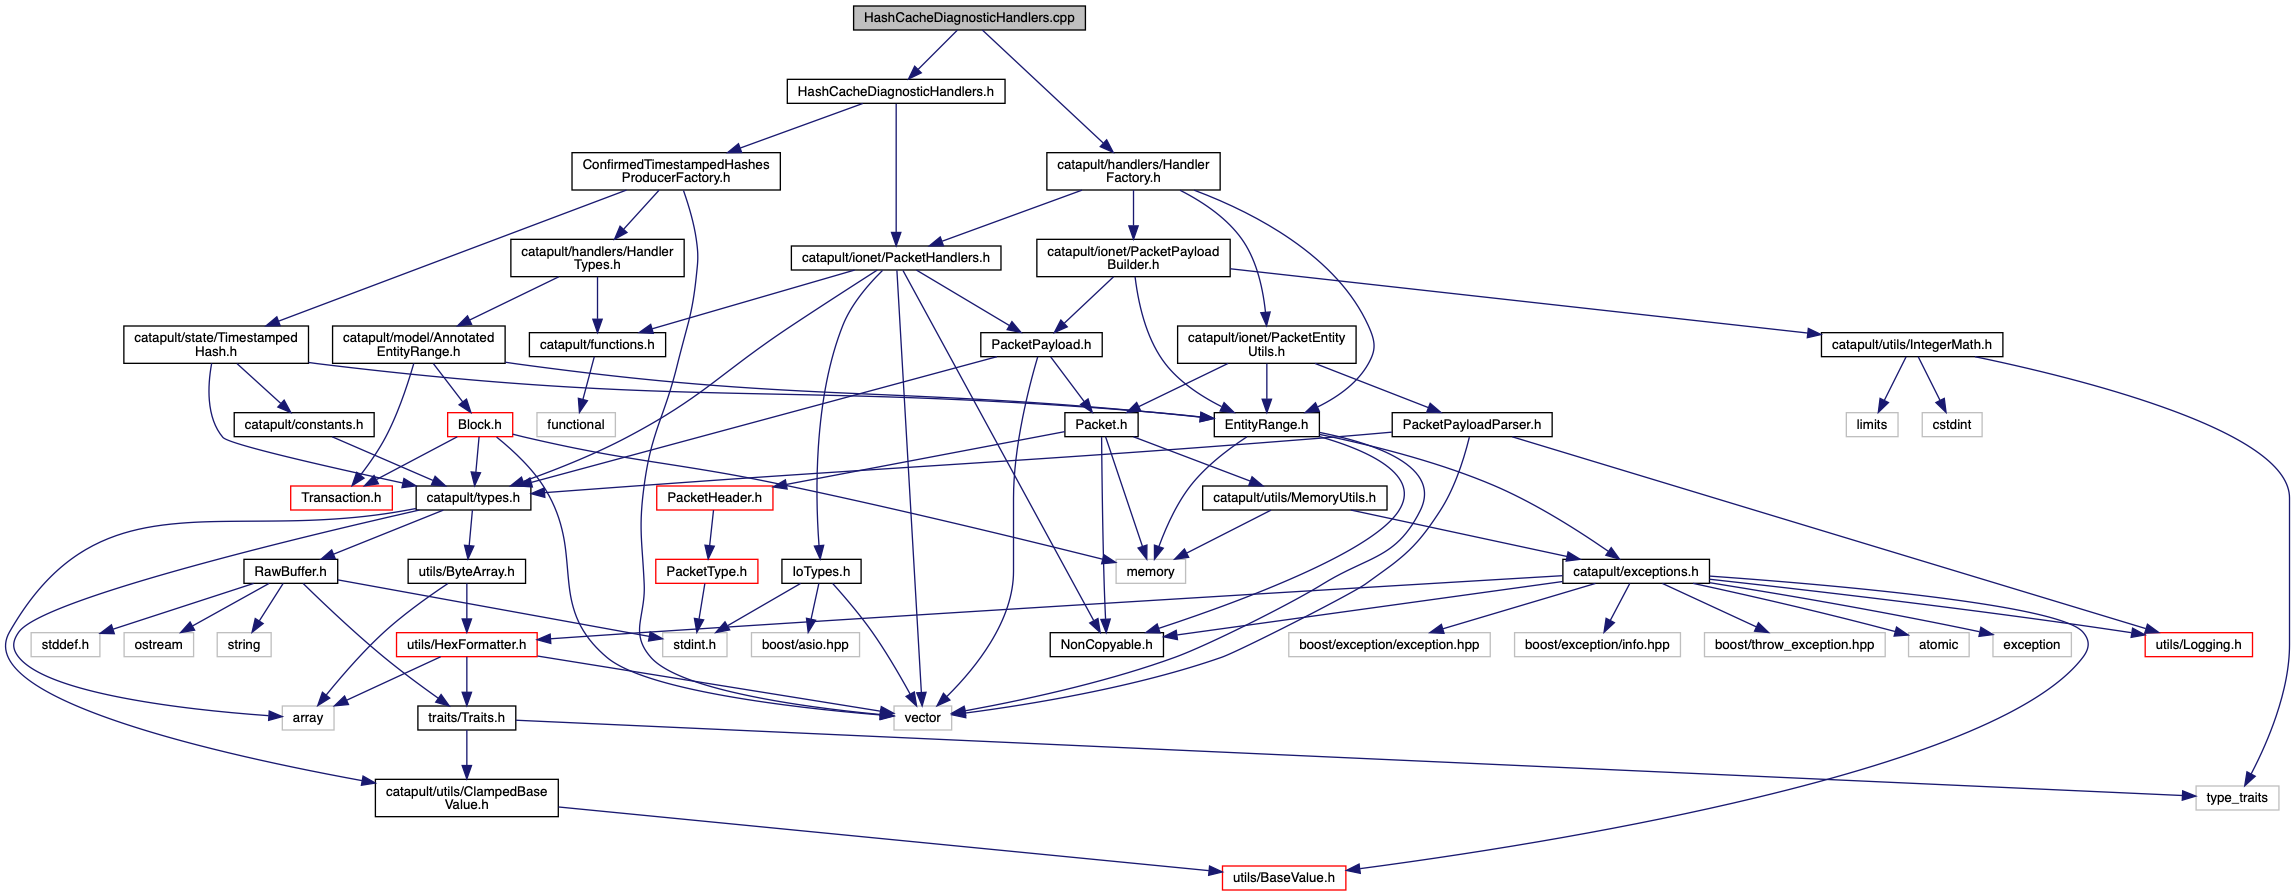 HashCacheDiagnosticHandlers.cpp
HashCacheDiagnosticHandlers.h
ConfirmedTimestampedHashes
ProducerFactory.h
catapult/handlers/Handler
Factory.h
catapult/handlers/Handler
Types.h
catapult/ionet/PacketHandlers.h
catapult/ionet/PacketPayload
Builder.h
catapult/state/Timestamped
Hash.h
catapult/model/Annotated
EntityRange.h
catapult/functions.h
PacketPayload.h
catapult/ionet/PacketEntity
Utils.h
catapult/utils/IntegerMath.h
catapult/constants.h
Block.h
functional
Packet.h
EntityRange.h
PacketPayloadParser.h
limits
cstdint
Transaction.h
catapult/types.h
PacketHeader.h
catapult/utils/MemoryUtils.h
RawBuffer.h
utils/ByteArray.h
PacketType.h
IoTypes.h
memory
catapult/exceptions.h
stddef.h
ostream
string
utils/HexFormatter.h
stdint.h
boost/asio.hpp
NonCopyable.h
boost/exception/exception.hpp
boost/exception/info.hpp
boost/throw_exception.hpp
atomic
exception
utils/Logging.h
array
traits/Traits.h
vector
catapult/utils/ClampedBase
Value.h
type_traits
utils/BaseValue.h